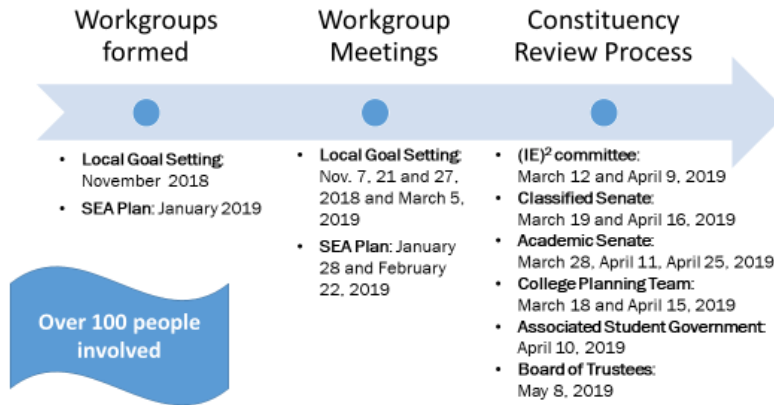 Workgroups
formed
Workgroup
Meetings
Constituency
Review Process
• Local Goal Setting:
November 2018
• SEA Plan: January 2019
• Local Goal Setting:
Nov. 7, 21 and 27,
2018 and March 5,
2019
• SEA Plan: January
28 and February
22, 2019
• (IE)² committee:
March 12 and April 9, 2019
• Classified Senate:
March 19 and April 16, 2019
• Academic Senate:
March 28, April 11, April 25, 2019
• College Planning Team:
March 18 and April 15, 2019
• Associated Student Government:
April 10, 2019
• Board of Trustees:
May 8, 2019
Over 100 people
involved